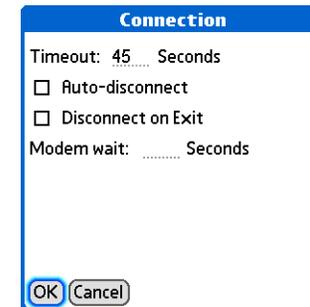 Connection
Timeout: 45 Seconds
Auto-disconnect
Disconnect on Exit
Modem wait: Seconds
OK Cancel